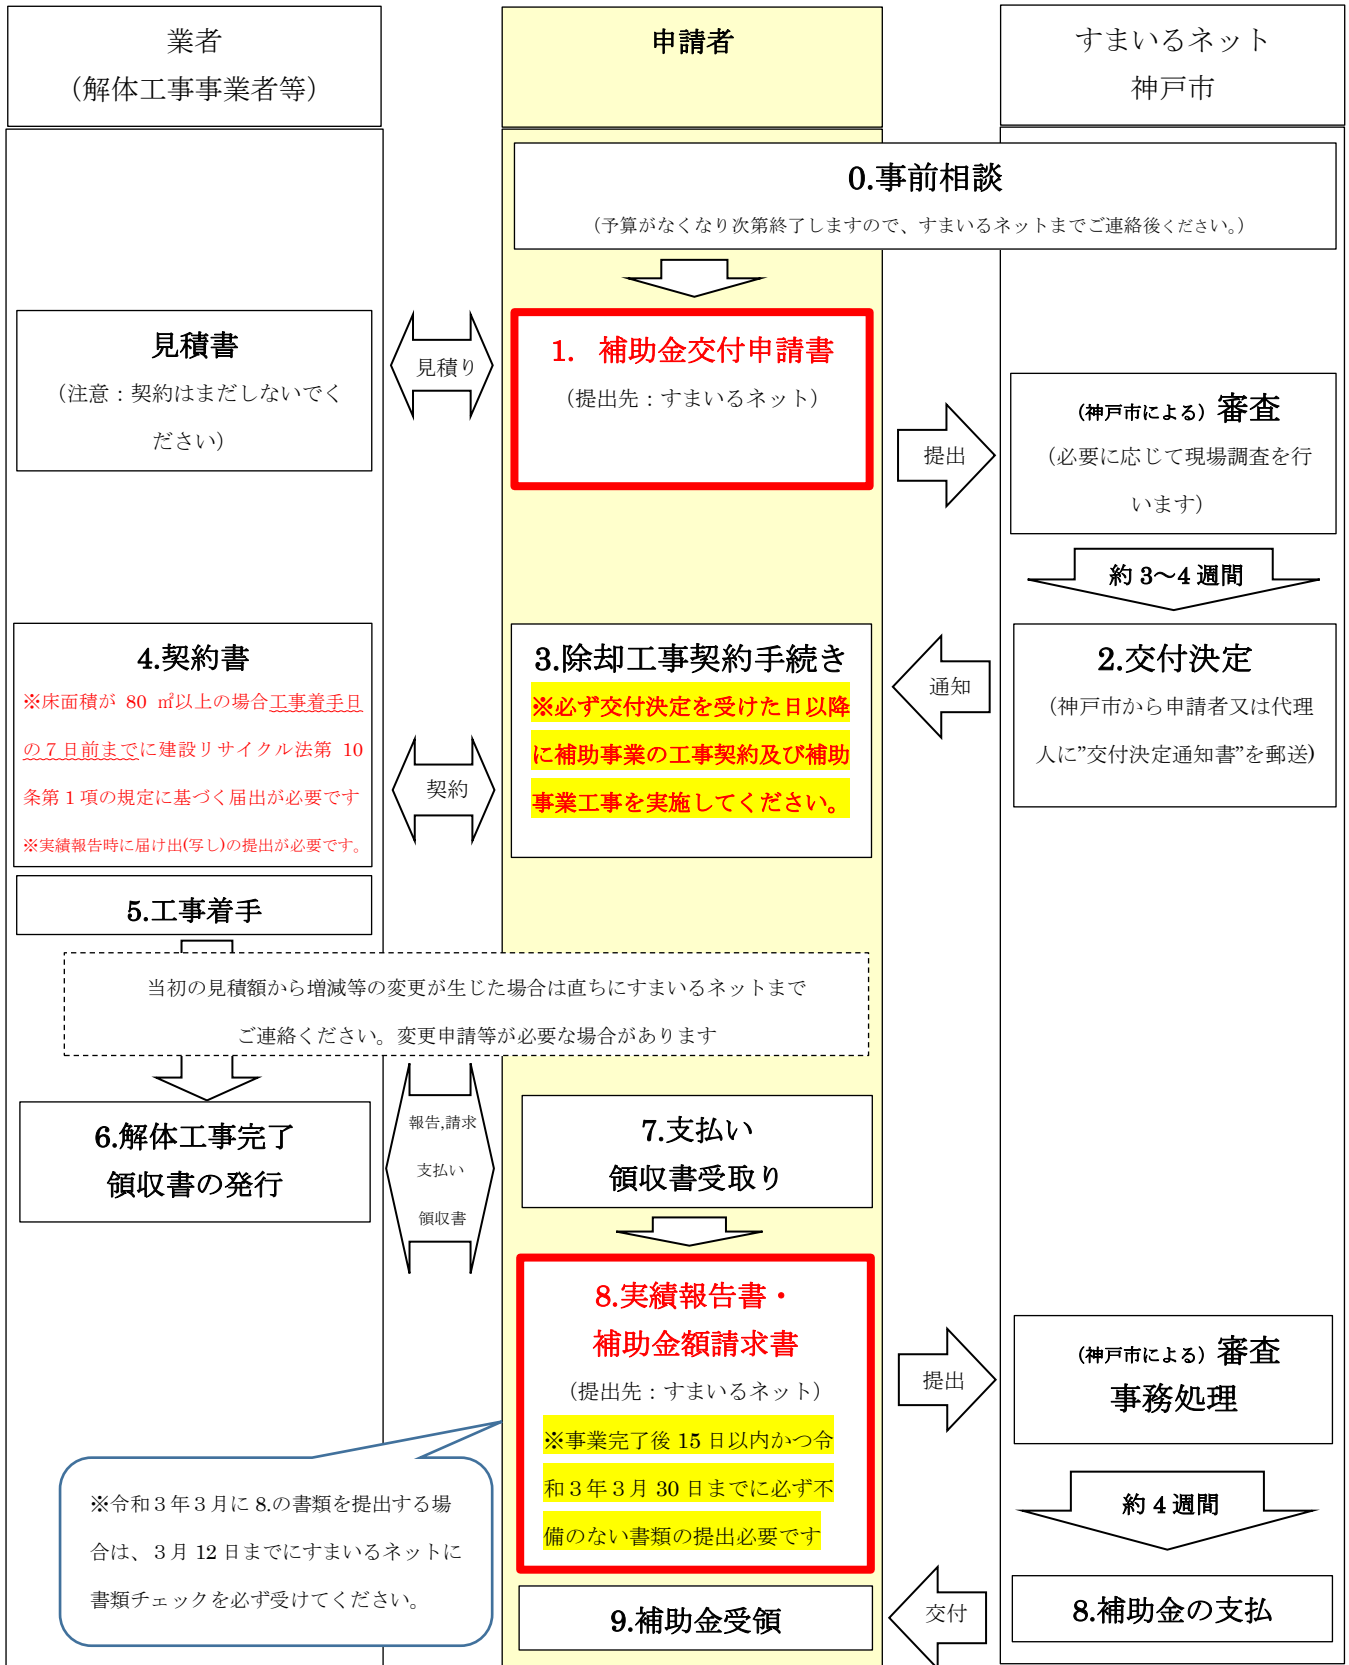 業者
（解体工事事業者等）
申請者
すまいるネット
神戸市
0.事前相談
（予算がなくなり次第終了しますので、すまいるネットまでご連絡後ください。）
見積書
（注意：契約はまだしないでく
ださい）
見積り
1. 補助金交付申請書
（提出先：すまいるネット）
提出
（神戸市による）審査
（必要に応じて現場調査を行
います）
約 3～4 週間
4.契約書
※床面積が 80 ㎡以上の場合工事着手日
の７日前までに建設リサイクル法第 10
条第 1 項の規定に基づく届出が必要です
※実績報告時に届け出(写し)の提出が必要です。
契約
3.除却工事契約手続き
※必ず交付決定を受けた日以降
に補助事業の工事契約及び補助
事業工事を実施してください。
通知
2.交付決定
（神戸市から申請者又は代理
人に”交付決定通知書”を郵送)
5.工事着手
当初の見積額から増減等の変更が生じた場合は直ちにすまいるネットまで
ご連絡ください。変更申請等が必要な場合があります
6.解体工事完了
領収書の発行
報告,請求
支払い
領収書
7.支払い
領収書受取り
8.実績報告書・
補助金額請求書
（提出先：すまいるネット）
※事業完了後 15 日以内かつ令
和３年３月 30 日までに必ず不
備のない書類の提出必要です
提出
（神戸市による）審査
事務処理
約 4 週間
※令和３年３月に 8.の書類を提出する場
合は、３月 12 日までにすまいるネットに
書類チェックを必ず受けてください。
9.補助金受領
交付
8.補助金の支払